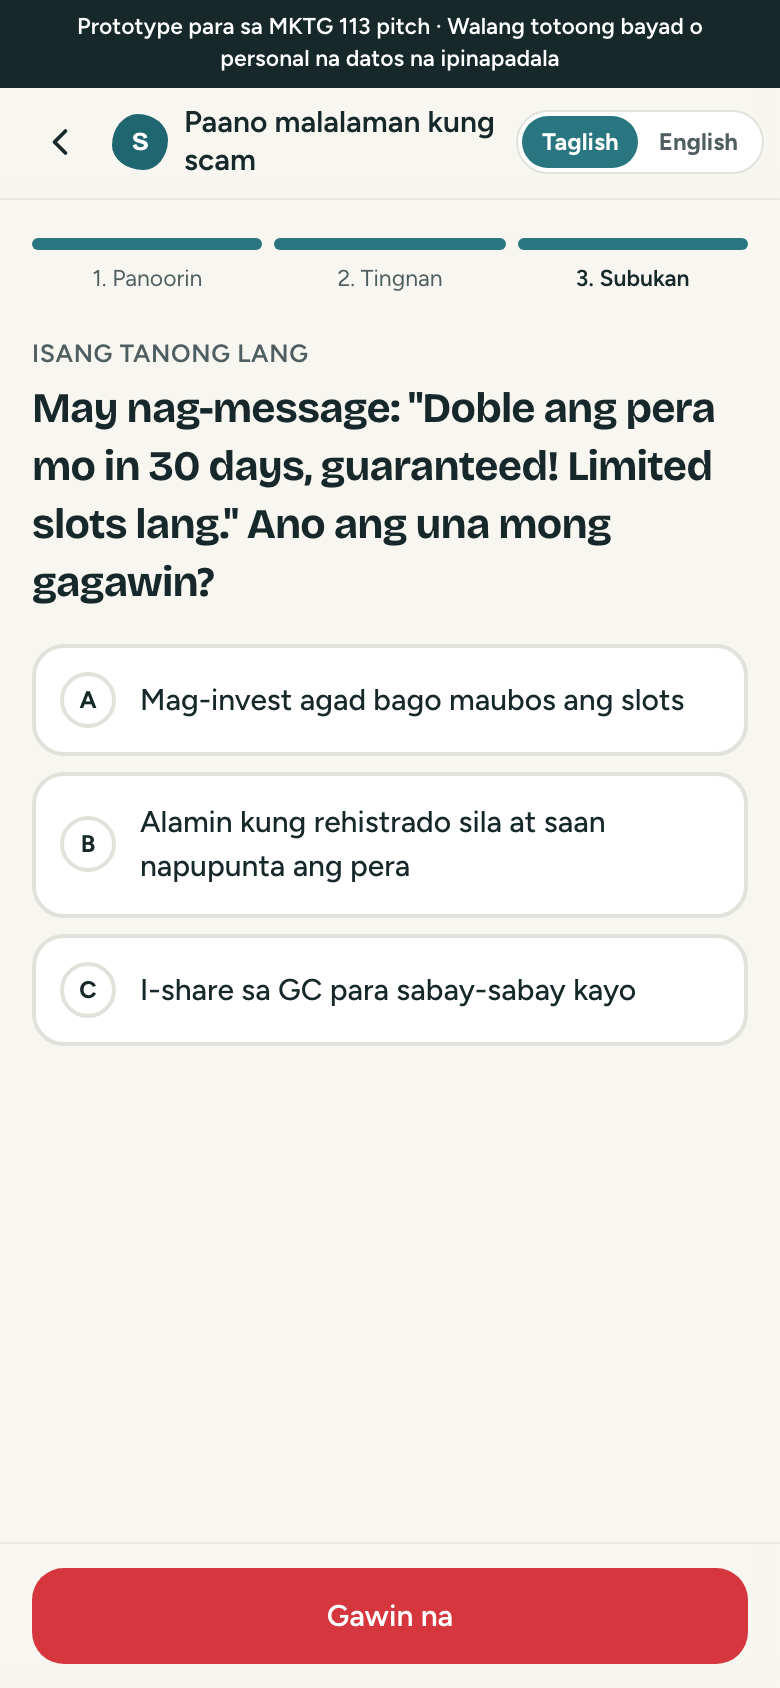 Prototype para sa MKTG 113 pitch · Walang totoong bayad o
personal na datos na ipinapadala
S
Paano malalaman kung
scam
Taglish
English
1. Panoorin
2. Tingnan
3. Subukan
ISANG TANONG LANG
May nag-message: "Doble ang pera
mo in 30 days, guaranteed! Limited
slots lang." Ano ang una mong
gagawin?
A
Mag-invest agad bago maubos ang slots
B
Alamin kung rehistrado sila at saan
napupunta ang pera
C
I-share sa GC para sabay-sabay kayo
Gawin na